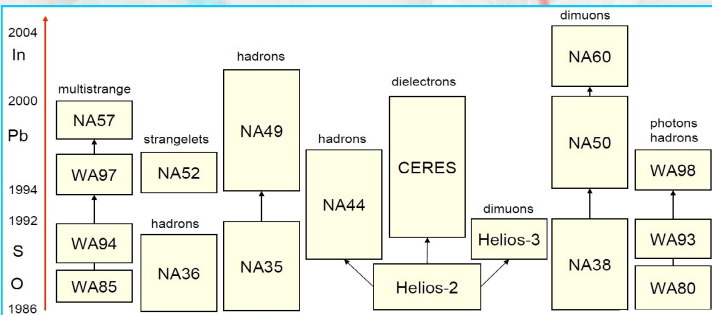 2004
In
2000
Pb
1994
1992
S
O
1986
multistrange
NA57
WA97
WA94
WA85
strangelets
NA52
hadrons
NA36
hadrons
NA49
NA35
hadrons
NA44
dielectrons
CERES
Helios-2
dimuons
Helios-3
dimuons
NA60
NA50
NA38
photons
hadrons
WA98
WA93
WA80